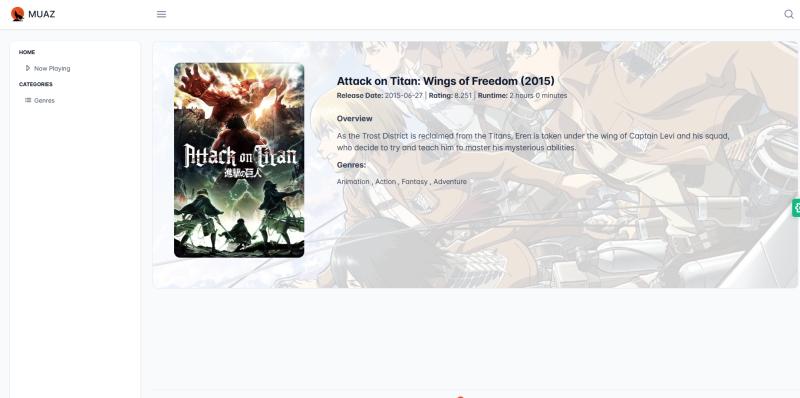 MUAZ
HOME
Now Playing
CATEGORIES
Genres
Attack on Titan
進撃の巨人
Attack on Titan: Wings of Freedom (2015)
Release Date: 2015-06-27 | Rating: 8.251 | Runtime: 2 hours 0 minutes
Overview
As the Trost District is reclaimed from the Titans, Eren is taken under the wing of Captain Levi and his squad,
who decide to try and teach him to master his mysterious abilities.
Genres:
Animation , Action , Fantasy , Adventure